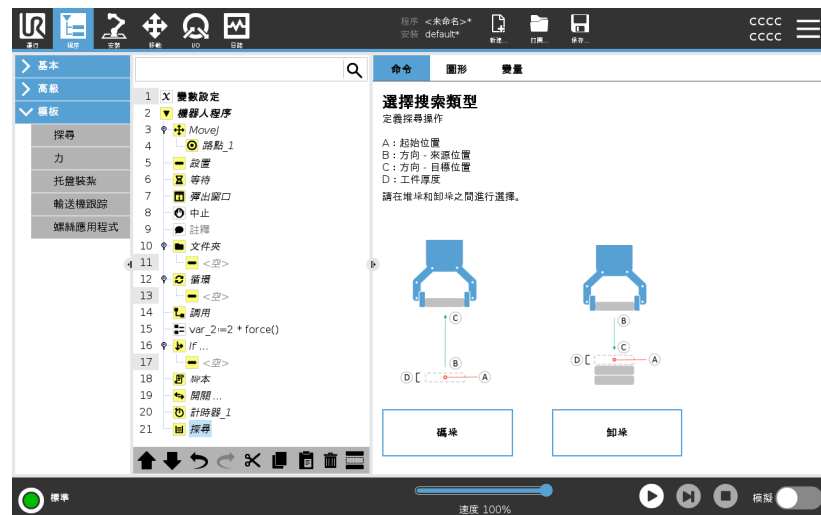 程序 <未命名>*
安裝 default*
cccc
cccc
運行
程序
安裝
移動
I/O
日誌
新建...
打開...
保存...
基本
高級
模板
探尋
力
托盤裝紮
輸送機跟踪
螺絲應用程式
1 X 變數設定
2 機器人程序
3 MoveJ
4 路點_1
5 設置
6 等待
7 彈出窗口
8 中止
9 註釋
10 文件夾
11 <空>
12 循環
13 <空>
14 調用
15 var_2:=2 * force()
16 If ...
17 <空>
18 腳本
19 開關 ...
20 計時器_1
21 探尋
命令 圖形 變量
選擇搜索類型
定義探尋操作
A：起始位置
B：方向 - 來源位置
C：方向 - 目標位置
D：工件厚度
請在堆垛和卸垛之間進行選擇。
C
B
D
A
B
C
D
A
碼垛
卸垛
標準
速度 100%
模擬